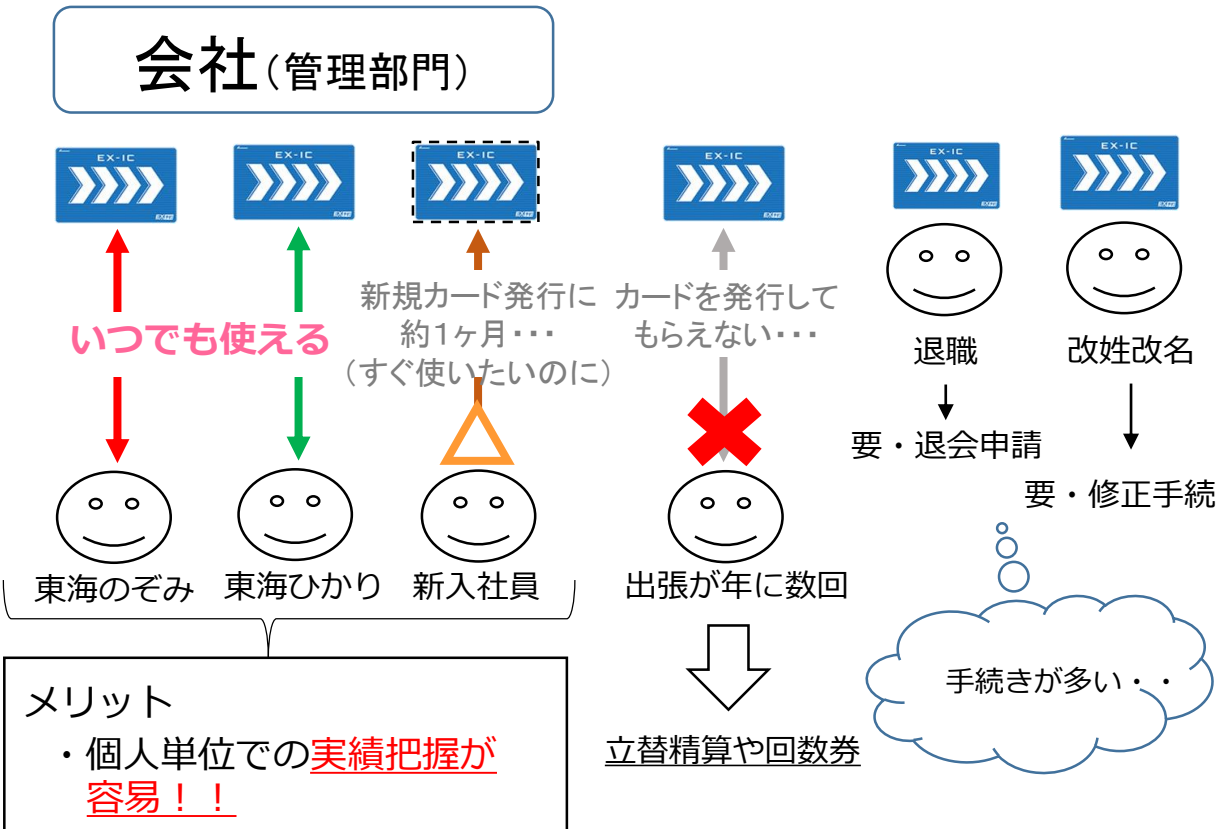 会社(管理部門)
EX-IC
EX-IC
EX-IC
EX-IC
EX-IC
EX-IC
いつでも使える
新規カード発行に
約1ヶ月・・・
(すぐ使いたいのに)
カードを発行して
もらえない・・・
退職
改姓改名
要・退会申請
要・修正手続
東海のぞみ
東海ひかり
新入社員
出張が年に数回
手続きが多い・・
立替精算や回数券
メリット
・個人単位での実績把握が
容易！！